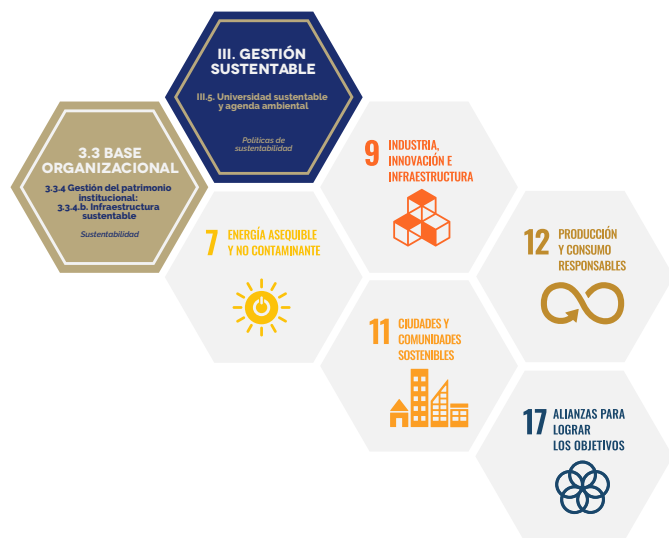 III. GESTIÓN
SUSTENTABLE
III.5. Universidad sustentable
y agenda ambiental
Políticas de
sustentabilidad
3.3 BASE
ORGANIZACIONAL
3.3.4 Gestión del patrimonio
institucional:
3.3.4.b. Infraestructura
sustentable
Sustentabilidad
9 INDUSTRIA,
INNOVACIÓN E
INFRAESTRUCTURA
7 ENERGÍA ASEQUIBLE
Y NO CONTAMINANTE
12 PRODUCCIÓN
Y CONSUMO
RESPONSABLES
11 CIUDADES Y
COMUNIDADES
SOSTENIBLES
17 ALIANZAS PARA
LOGRAR
LOS OBJETIVOS